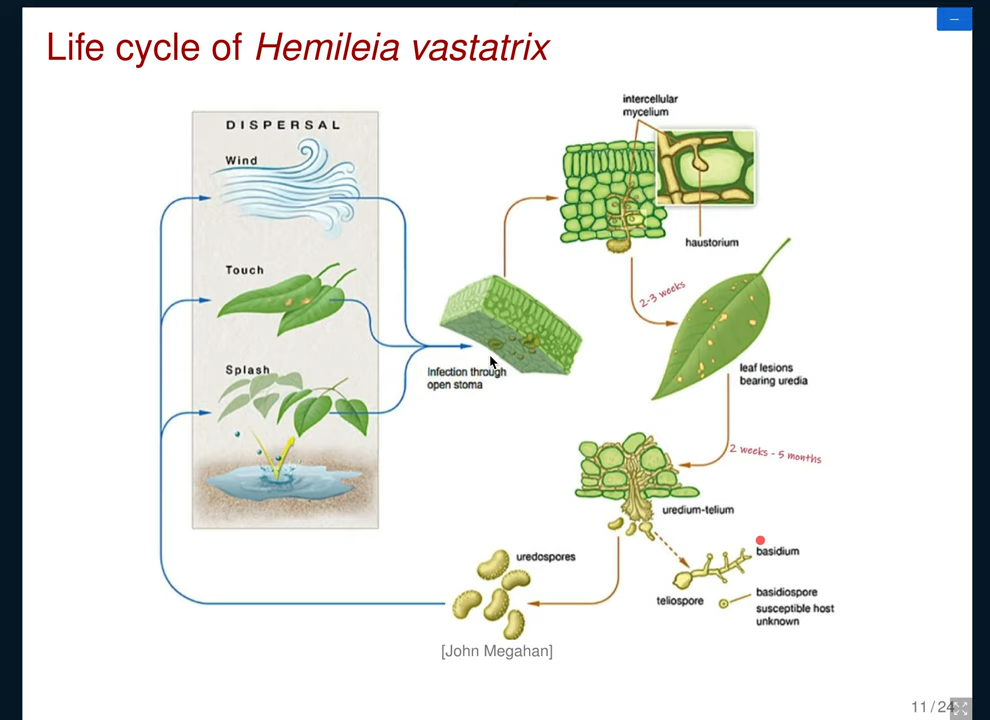 Life cycle of Hemileia vastatrix
DISPERSAL
Wind
Touch
Splash
Infection through
open stoma
intercellular
mycelium
haustorium
2-3 weeks
leaf lesions
bearing uredia
2 weeks - 5 months
uredium-telium
basidium
teliospore
basidiospore
susceptible host
unknown
uredospores
[John Megahan]
11 / 24